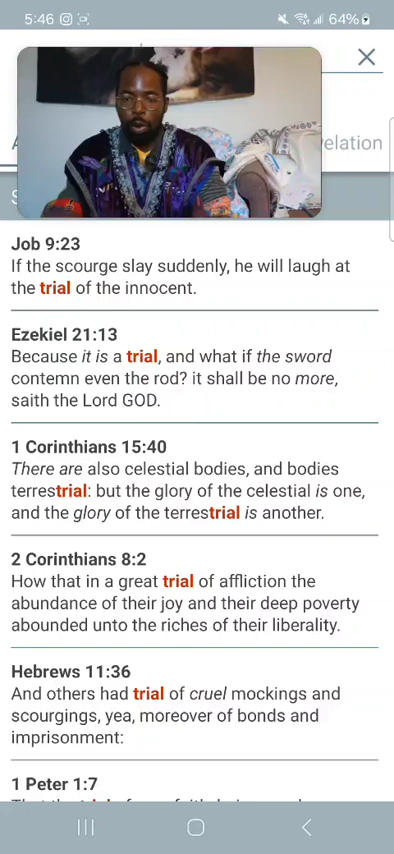 5:46 64%
velation
Job 9:23
If the scourge slay suddenly, he will laugh at
the trial of the innocent.
Ezekiel 21:13
Because it is a trial, and what if the sword
contemn even the rod? it shall be no more,
saith the Lord GOD.
1 Corinthians 15:40
There are also celestial bodies, and bodies
terrestrial: but the glory of the celestial is one,
and the glory of the terrestrial is another.
2 Corinthians 8:2
How that in a great trial of affliction the
abundance of their joy and their deep poverty
abounded unto the riches of their liberality.
Hebrews 11:36
And others had trial of cruel mockings and
scourgings, yea, moreover of bonds and
imprisonment:
1 Peter 1:7